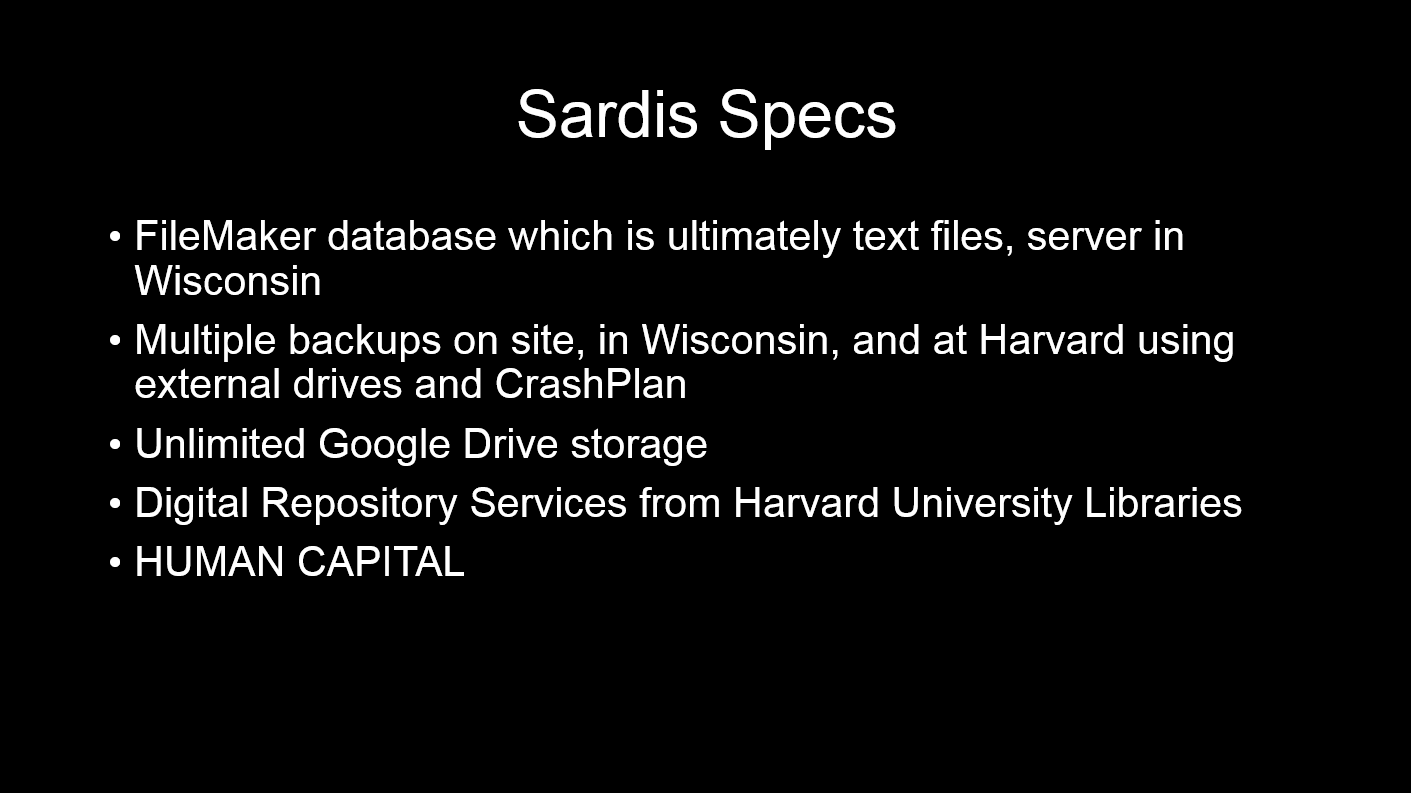 Sardis Specs
• FileMaker database which is ultimately text files, server in
Wisconsin
• Multiple backups on site, in Wisconsin, and at Harvard using
external drives and CrashPlan
• Unlimited Google Drive storage
• Digital Repository Services from Harvard University Libraries
• HUMAN CAPITAL